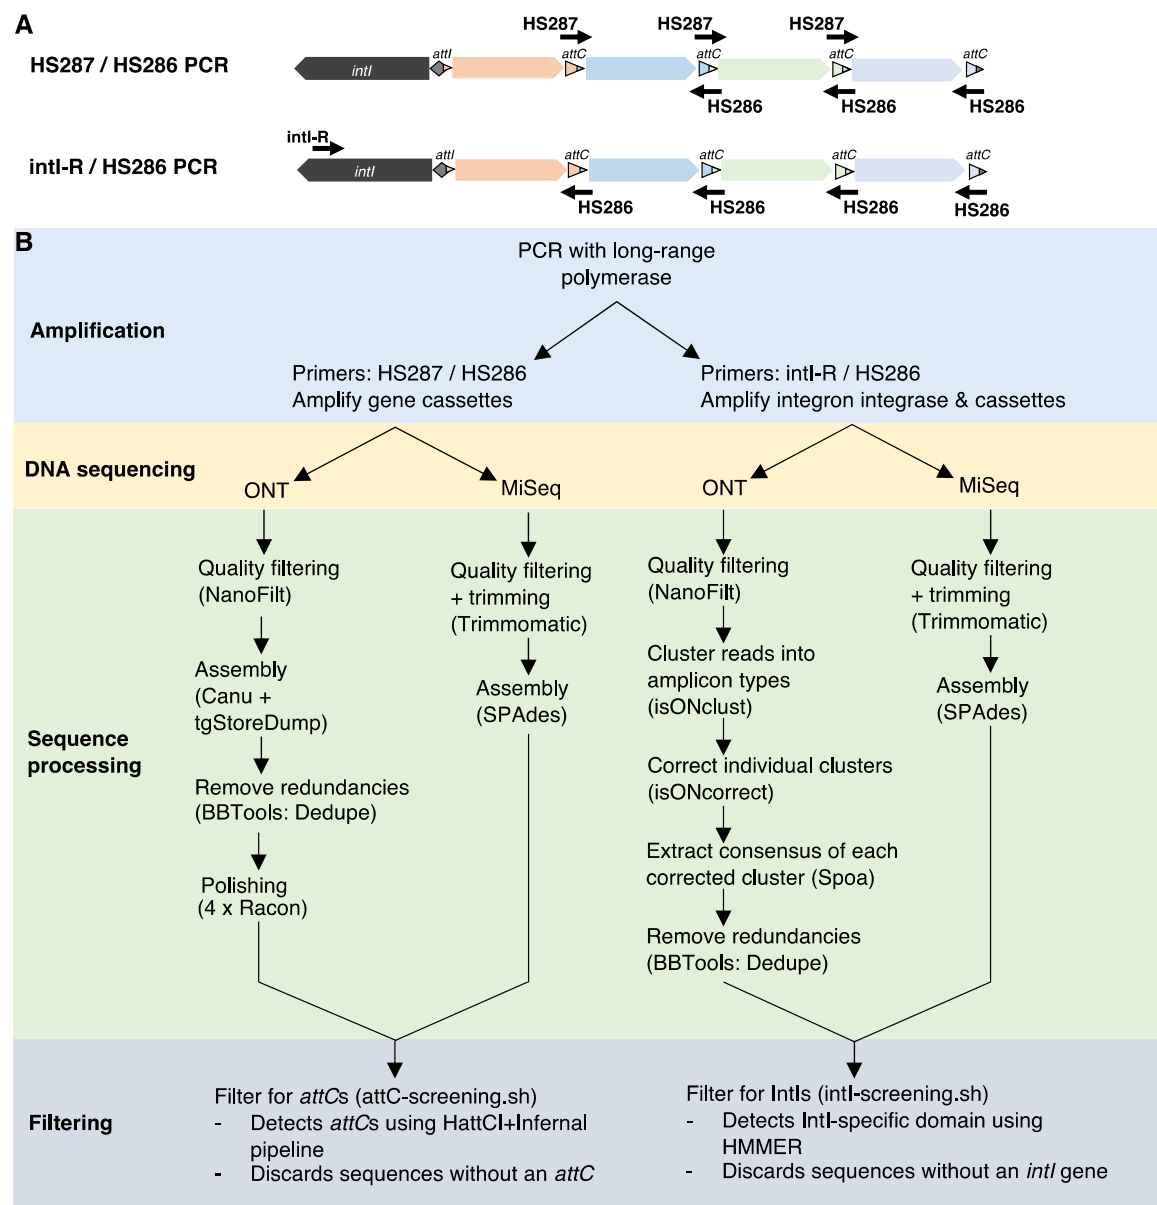 A
HS287 HS287 HS287
attI attC attC attC attC
HS287 / HS286 PCR
intI
HS286 HS286 HS286
intI-R
attI attC attC attC attC
intI-R / HS286 PCR
intI
HS286 HS286 HS286 HS286
B
PCR with long-range
polymerase
Amplification
Primers: HS287 / HS286
Amplify gene cassettes
Primers: intI-R / HS286
Amplify integron integrase & cassettes
DNA sequencing
ONT
MiSeq
ONT
MiSeq
Sequence
processing
Quality filtering
(NanoFilt)
Assembly
(Canu +
tgStoreDump)
Remove redundancies
(BBTools: Dedupe)
Polishing
(4 x Racon)
Quality filtering
+ trimming
(Trimmomatic)
Assembly
(SPAdes)
Quality filtering
(NanoFilt)
Cluster reads into
amplicon types
(isONclust)
Correct individual clusters
(isONcorrect)
Extract consensus of each
corrected cluster (Spoa)
Remove redundancies
(BBTools: Dedupe)
Quality filtering
+ trimming
(Trimmomatic)
Assembly
(SPAdes)
Filtering
Filter for attCs (attC-screening.sh)
- Detects attCs using HattCI+Infernal
pipeline
- Discards sequences without an attC
Filter for IntIs (intI-screening.sh)
- Detects IntI-specific domain using
HMMER
- Discards sequences without an intI gene